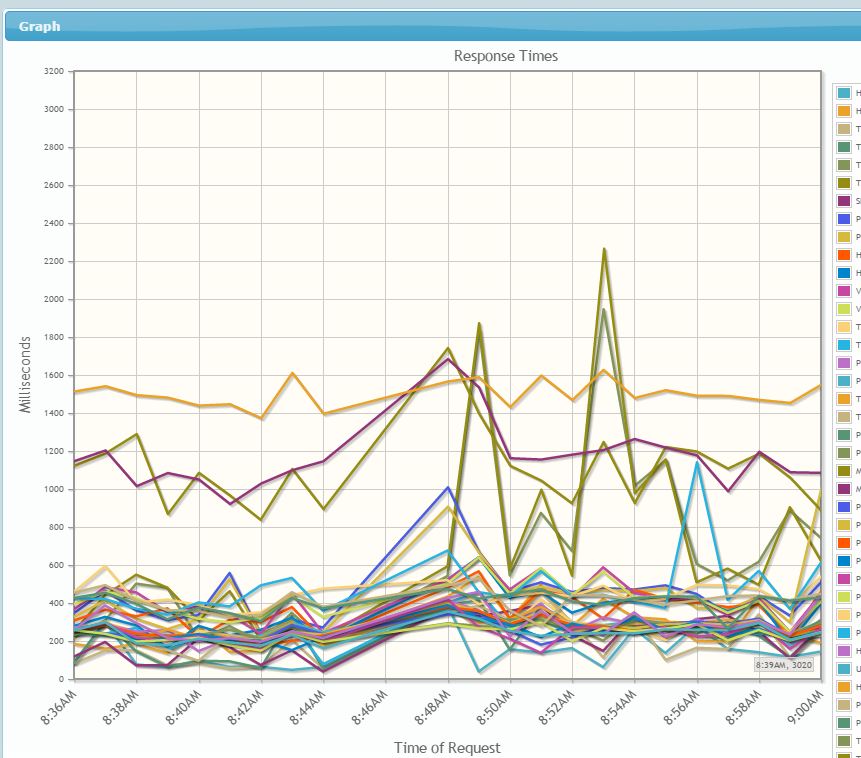 Graph
Response Times
3200
3000
2800
2600
2400
2200
2000
1800
1600
1400
1200
1000
800
600
400
200
0
Milliseconds
8:36AM
8:38AM
8:40AM
8:42AM
8:44AM
8:46AM
8:48AM
8:50AM
8:52AM
8:54AM
8:56AM
8:58AM
9:00AM
Time of Request
8:39AM, 3020
H
H
T
T
T
T
S
P
P
H
H
V
V
T
T
P
P
T
T
P
P
M
M
P
P
P
P
P
P
P
P
H
U
H
P
P
T